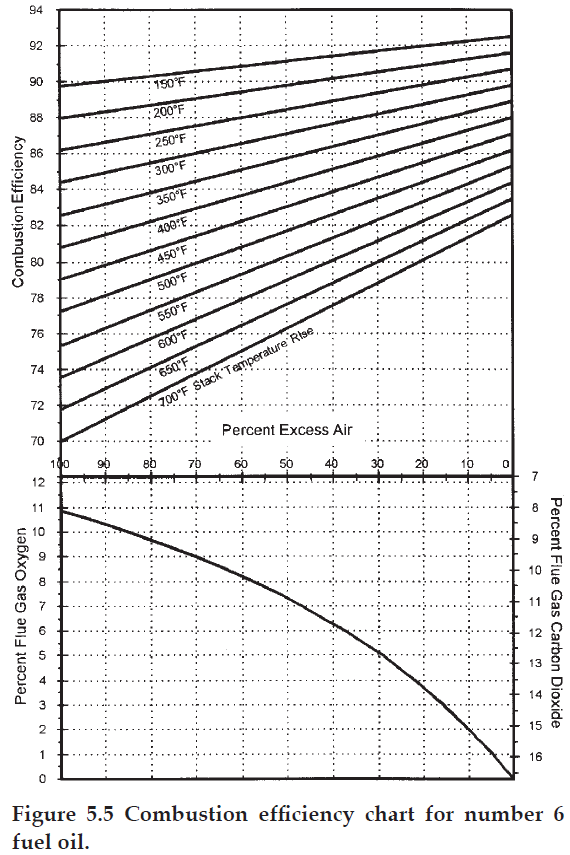 94
92
90
88
86
84
82
80
78
76
74
72
70
Combustion Efficiency
150°F
200°F
250°F
300°F
350°F
400°F
450°F
500°F
550°F
600°F
650°F
700°F Stack Temperature Rise
Percent Excess Air
100 90 80 70 60 50 40 30 20 10 0
12
11
10
9
8
7
6
5
4
3
2
1
0
Percent Flue Gas Oxygen
7
8
9
10
11
12
13
14
15
16
Percent Flue Gas Carbon Dioxide
Figure 5.5 Combustion efficiency chart for number 6
fuel oil.